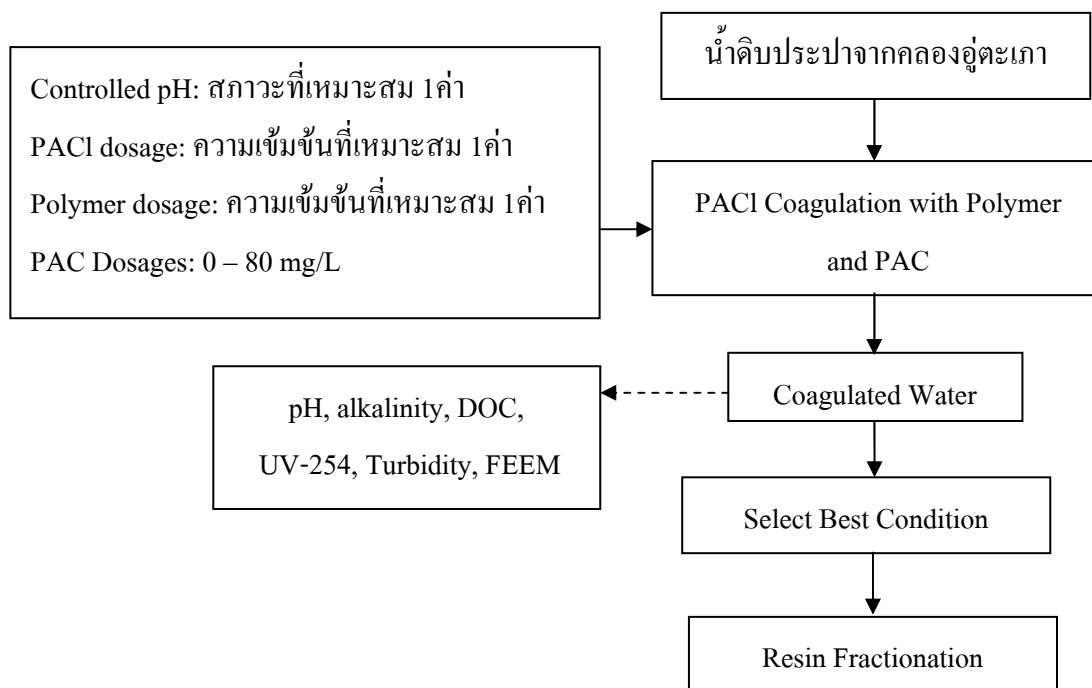 น้ำดิบประปาจากคลองอู่ตะเภา
Controlled pH: สภาวะที่เหมาะสม 1ค่า
PACl dosage: ความเข้มข้นที่เหมาะสม 1ค่า
Polymer dosage: ความเข้มข้นที่เหมาะสม 1ค่า
PAC Dosages: 0 – 80 mg/L
PACl Coagulation with Polymer
and PAC
Coagulated Water
pH, alkalinity, DOC,
UV-254, Turbidity, FEEM
Select Best Condition
Resin Fractionation